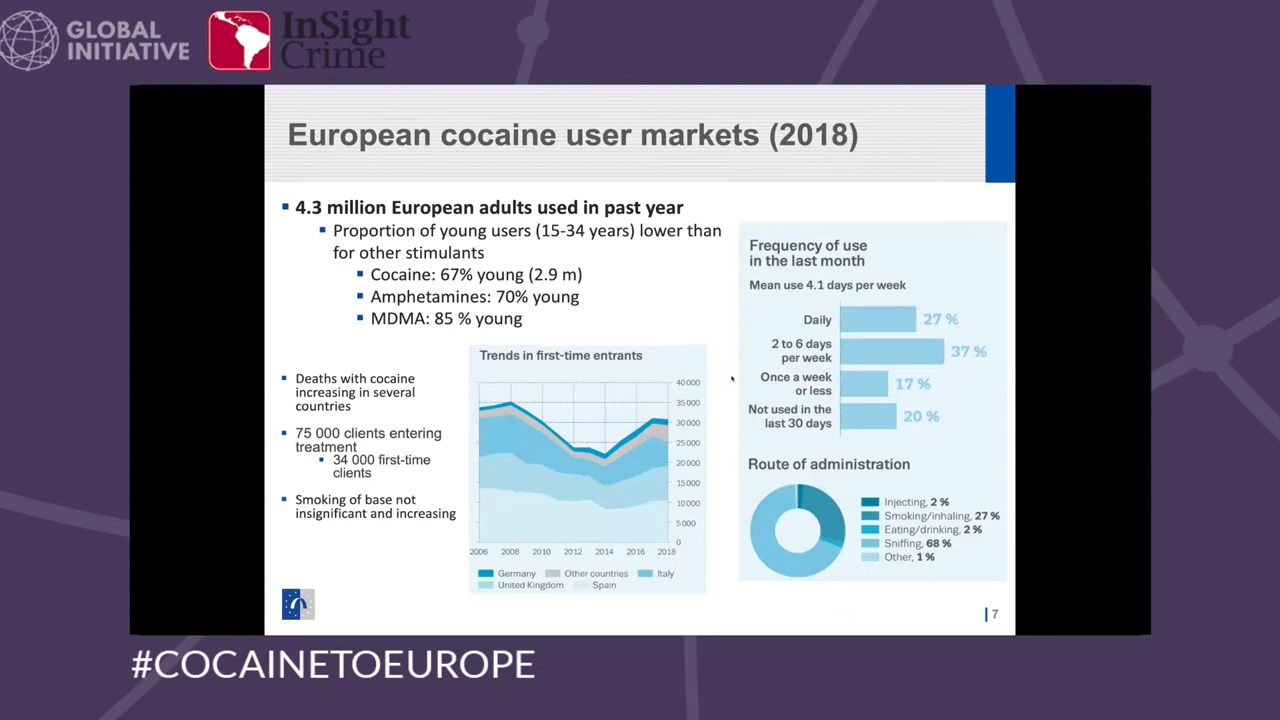 GLOBAL
INITIATIVE
InSight
Crime
European cocaine user markets (2018)
4.3 million European adults used in past year
Proportion of young users (15-34 years) lower than
for other stimulants
Cocaine: 67% young (2.9 m)
Amphetamines: 70% young
MDMA: 85 % young
Deaths with cocaine
increasing in several
countries
75 000 clients entering
treatment
34 000 first-time
clients
Smoking of base not
insignificant and increasing
Trends in first-time entrants
40 000
35 000
30 000
25 000
20 000
15 000
10 000
5 000
0
2006 2008 2010 2012 2014 2016 2018
Germany Other countries Italy
United Kingdom Spain
Frequency of use
in the last month
Mean use 4.1 days per week
Daily 27 %
2 to 6 days
per week 37 %
Once a week
or less 17 %
Not used in the
last 30 days 20 %
Route of administration
Injecting, 2 %
Smoking/inhaling, 27 %
Eating/drinking, 2 %
Sniffing, 68 %
Other, 1 %
7
#COCAINETOEUROPE